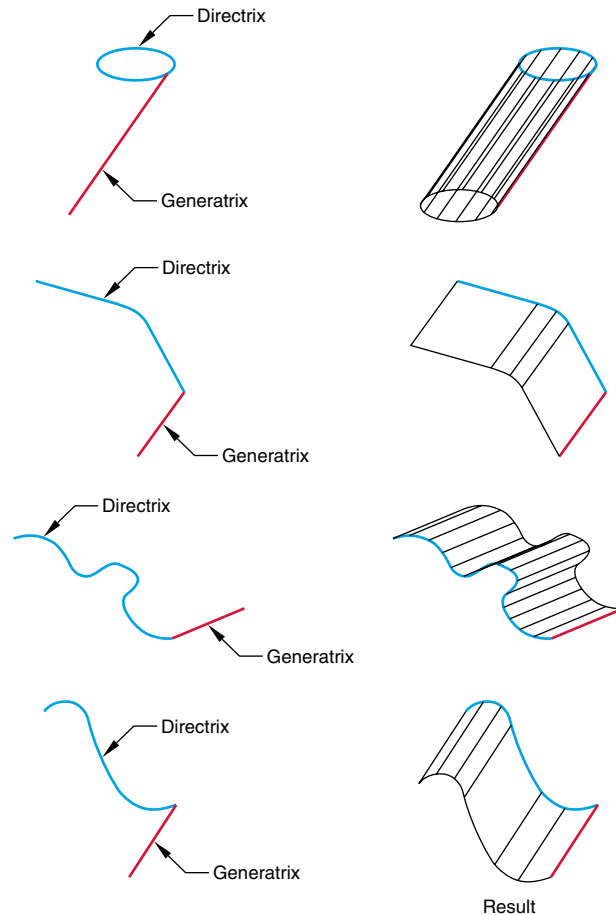 Directrix
Generatrix
Directrix
Generatrix
Directrix
Generatrix
Directrix
Generatrix
Result